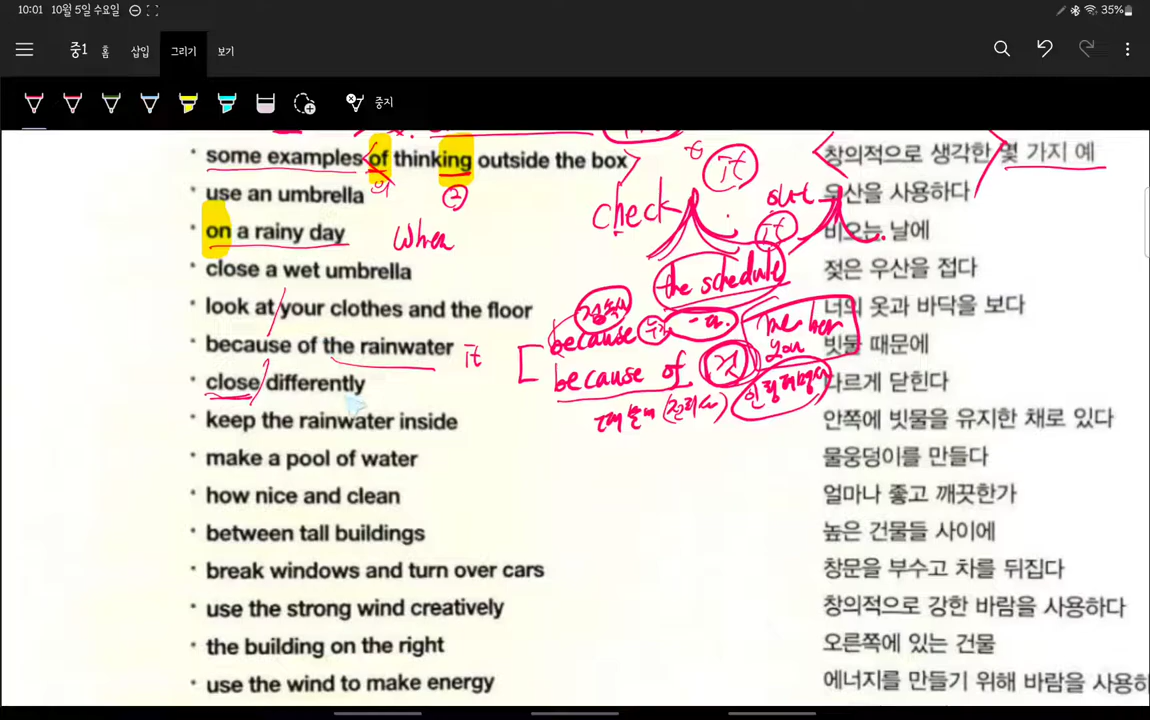 10:01 10월 5일 수요일 35%
중1 홈 삽입 그리기 보기
중지
some examples of thinking outside the box 창의적으로 생각한 몇 가지 예
it
use an umbrella 우산을 사용하다
check out
it
on a rainy day 비오는 날에
when
close a wet umbrella 젖은 우산을 접다
the schedule
look at your clothes and the floor 너의 옷과 바닥을 보다
접속사
because of the rainwater 빗물 때문에
it
because
her
you
close differently 다르게 닫힌다
because of 것
때문에 (전치사)
keep the rainwater inside 안쪽에 빗물을 유지한 채로 있다
make a pool of water 물웅덩이를 만들다
how nice and clean 얼마나 좋고 깨끗한가
between tall buildings 높은 건물들 사이에
break windows and turn over cars 창문을 부수고 차를 뒤집다
use the strong wind creatively 창의적으로 강한 바람을 사용하다
the building on the right 오른쪽에 있는 건물
use the wind to make energy 에너지를 만들기 위해 바람을 사용하